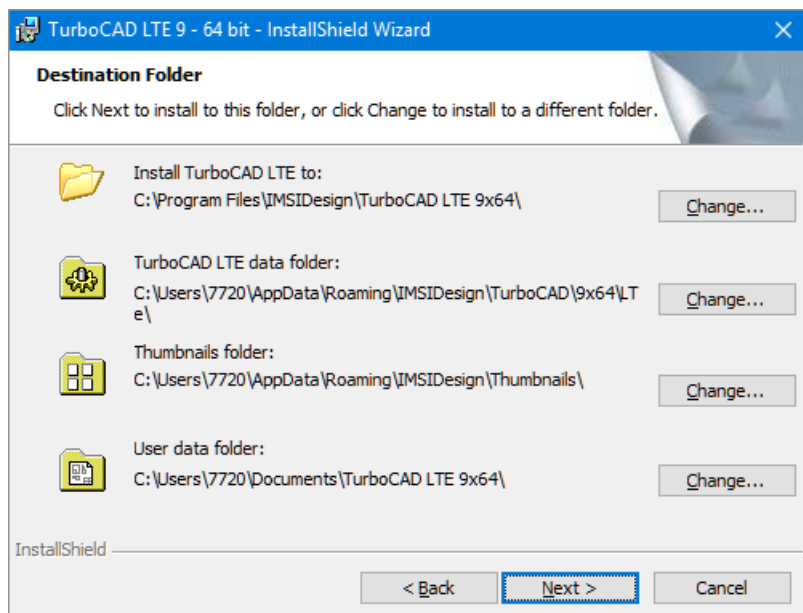 TurboCAD LTE 9 - 64 bit - InstallShield Wizard
Destination Folder
Click Next to install to this folder, or click Change to install to a different folder.
Install TurboCAD LTE to:
C:\Program Files\IMSIDesign\TurboCAD LTE 9x64\
Change...
TurboCAD LTE data folder:
C:\Users\7720\AppData\Roaming\IMSIDesign\TurboCAD\9x64\LT
e\
Change...
Thumbnails folder:
C:\Users\7720\AppData\Roaming\IMSIDesign\Thumbnails\
Change...
User data folder:
C:\Users\7720\Documents\TurboCAD LTE 9x64\
Change...
InstallShield
< Back
Next >
Cancel